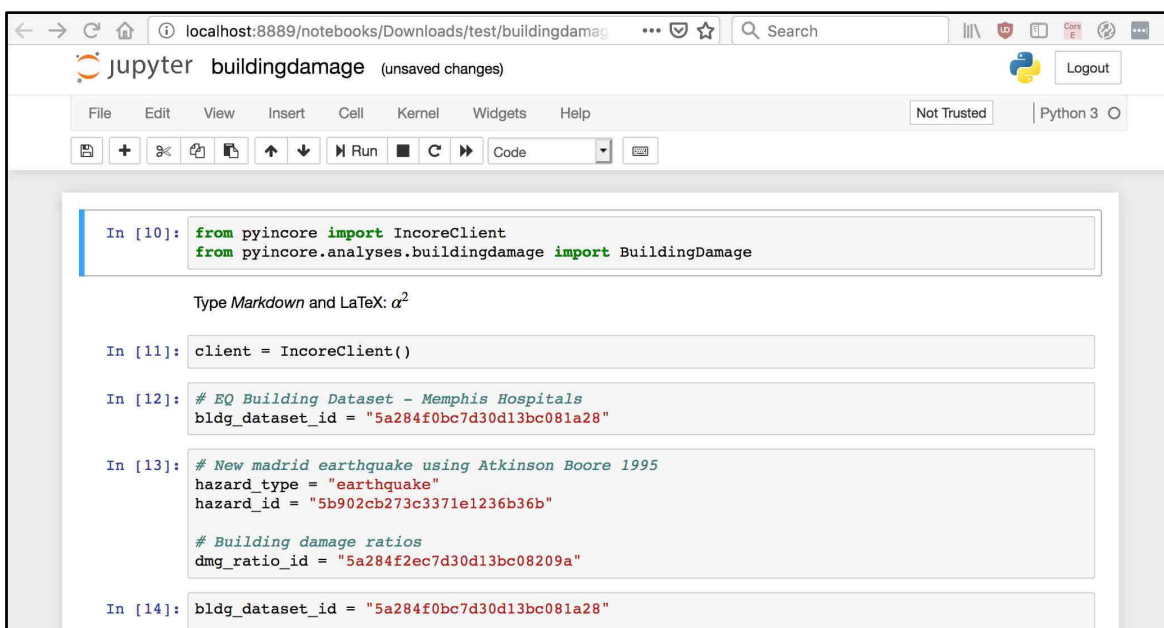 localhost:8889/notebooks/Downloads/test/buildingdamag
Search
Cors
E
jupyter buildingdamage (unsaved changes)
Logout
File Edit View Insert Cell Kernel Widgets Help
Not Trusted
Python 3
Run
Code
In [10]: from pyincore import IncoreClient
from pyincore.analyses.buildingdamage import BuildingDamage
Type Markdown and LaTeX: α²
In [11]: client = IncoreClient()
In [12]: # EQ Building Dataset - Memphis Hospitals
bldg_dataset_id = "5a284f0bc7d30d13bc081a28"
In [13]: # New madrid earthquake using Atkinson Boore 1995
hazard_type = "earthquake"
hazard_id = "5b902cb273c3371e1236b36b"
# Building damage ratios
dmg_ratio_id = "5a284f2ec7d30d13bc08209a"
In [14]: bldg_dataset_id = "5a284f0bc7d30d13bc081a28"